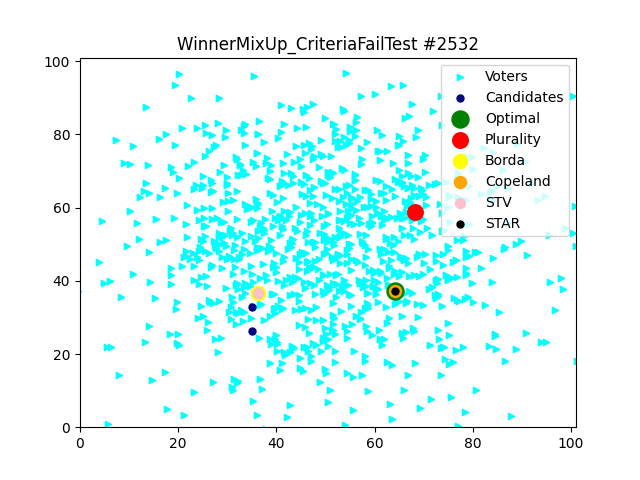 WinnerMixUp_CriteriaFailTest #2532
100
80
60
40
20
0
0
20
40
60
80
100
Voters
Candidates
Optimal
Plurality
Borda
Copeland
STV
STAR